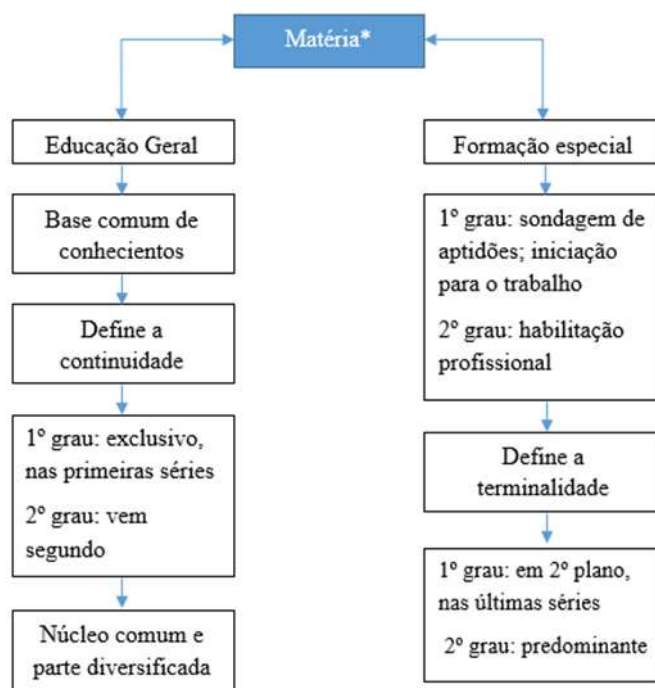 Matéria*
Educação Geral
Base comum de
conhecientos
Define a
continuidade
1º grau: exclusivo,
nas primeiras séries
2º grau: vem
segundo
Núcleo comum e
parte diversificada
Formação especial
1º grau: sondagem de
aptidões; iniciação
para o trabalho
2º grau: habilitação
profissional
Define a
terminalidade
1º grau: em 2º plano,
nas últimas séries
2º grau: predominante